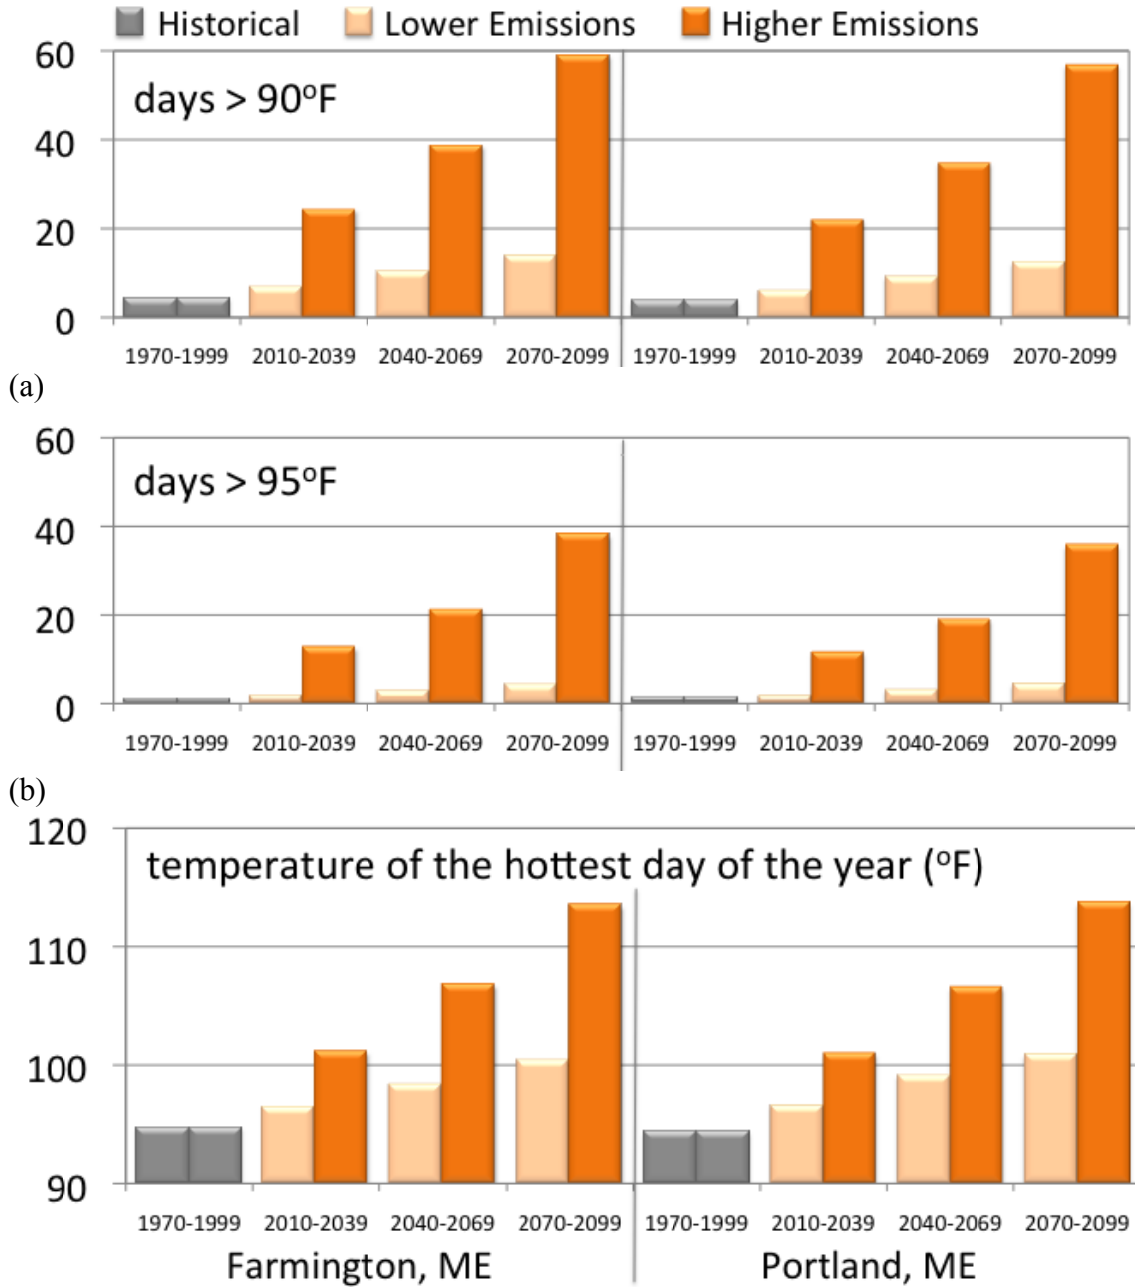 Historical Lower Emissions Higher Emissions
60
days > 90°F
40
20
0
1970-1999 2010-2039 2040-2069 2070-2099 1970-1999 2010-2039 2040-2069 2070-2099
(a)
60
days > 95°F
40
20
0
1970-1999 2010-2039 2040-2069 2070-2099 1970-1999 2010-2039 2040-2069 2070-2099
(b)
120
temperature of the hottest day of the year (°F)
110
100
90
1970-1999 2010-2039 2040-2069 2070-2099 1970-1999 2010-2039 2040-2069 2070-2099
Farmington, ME Portland, ME